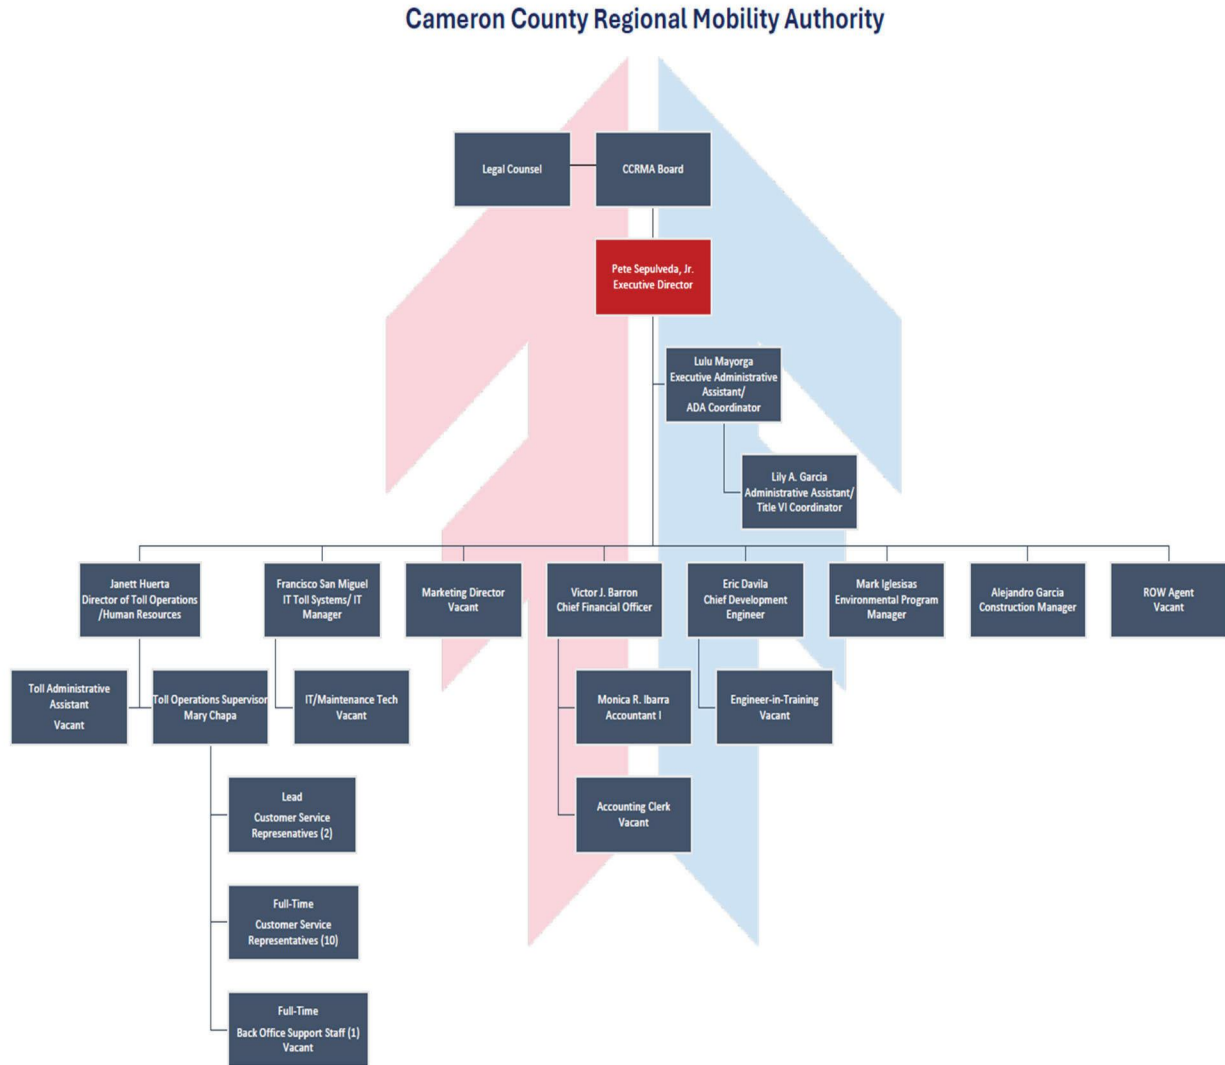 Cameron County Regional Mobility Authority
Legal Counsel
CCRMA Board
Pete Sepulveda, Jr.
Executive Director
Lulu Mayorga
Executive Administrative
Assistant/
ADA Coordinator
Lily A. Garcia
Administrative Assistant/
Title VI Coordinator
Janett Huerta
Director of Toll Operations
/Human Resources
Francisco San Miguel
IT Toll Systems/ IT
Manager
Marketing Director
Vacant
Victor J. Barron
Chief Financial Officer
Eric Davila
Chief Development
Engineer
Mark Iglesisas
Environmental Program
Manager
Alejandro Garcia
Construction Manager
ROW Agent
Vacant
Toll Administrative
Assistant
Vacant
Toll Operations Supervisor
Mary Chapa
IT/Maintenance Tech
Vacant
Monica R. Ibarra
Accountant I
Engineer-in-Training
Vacant
Lead
Customer Service
Represenatives (2)
Accounting Clerk
Vacant
Full-Time
Customer Service
Representatives (10)
Full-Time
Back Office Support Staff (1)
Vacant